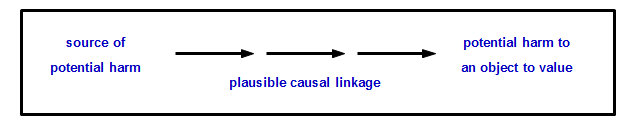 source of
potential harm
plausible causal linkage
potential harm to
an object to value